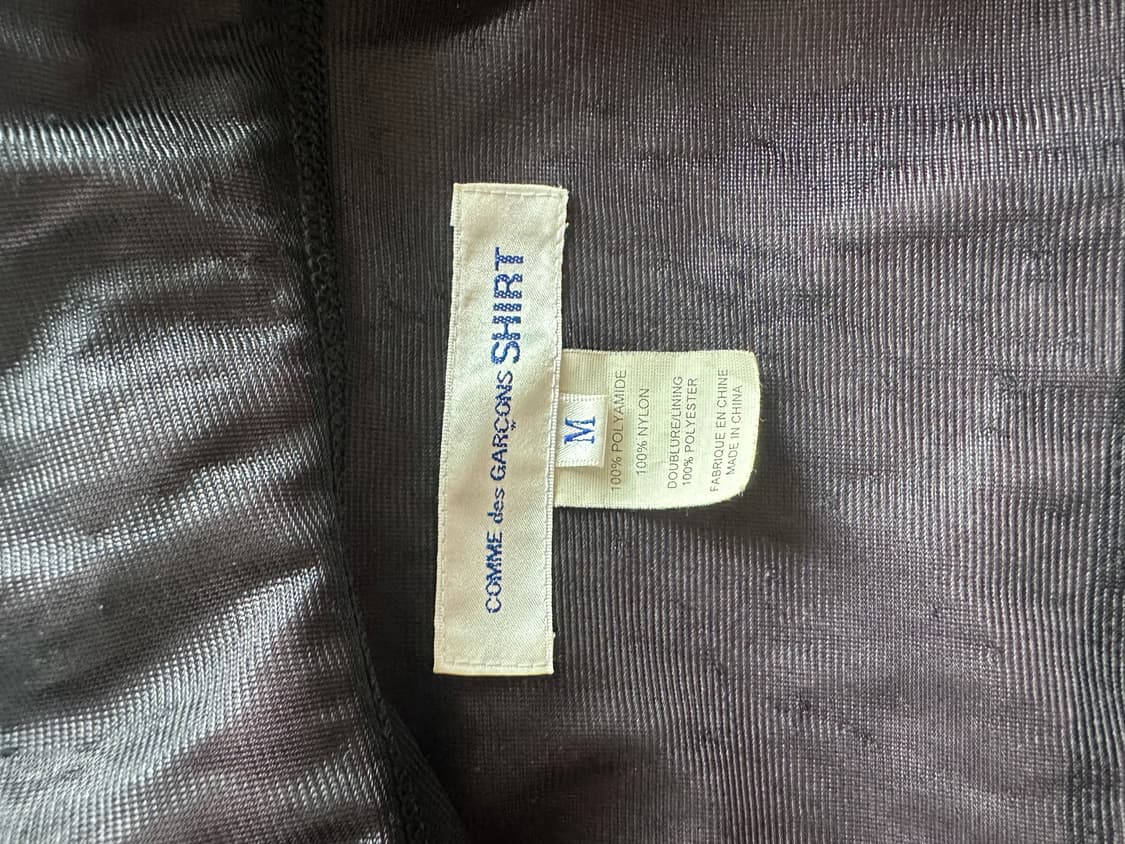 COMME des GARÇONS SHIRT
M
100% POLYAMIDE
100% NYLON
DOUBLURE/LINING
100% POLYESTER
FABRIQUE EN CHINE
MADE IN CHINA